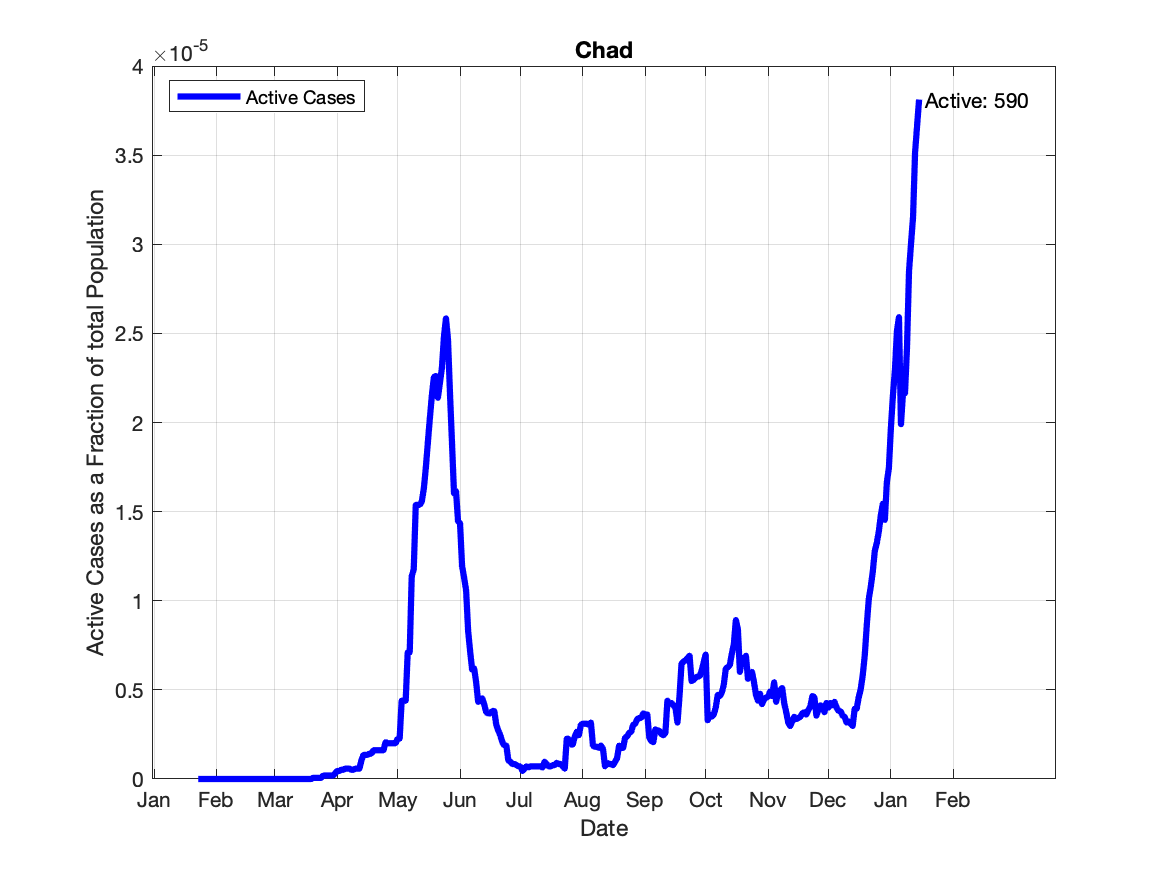 Chad
×10-5
4
3.5
3
2.5
2
1.5
1
0.5
0
Active Cases as a Fraction of total Population
Active Cases
Active: 590
Jan Feb Mar Apr May Jun Jul Aug Sep Oct Nov Dec Jan Feb
Date